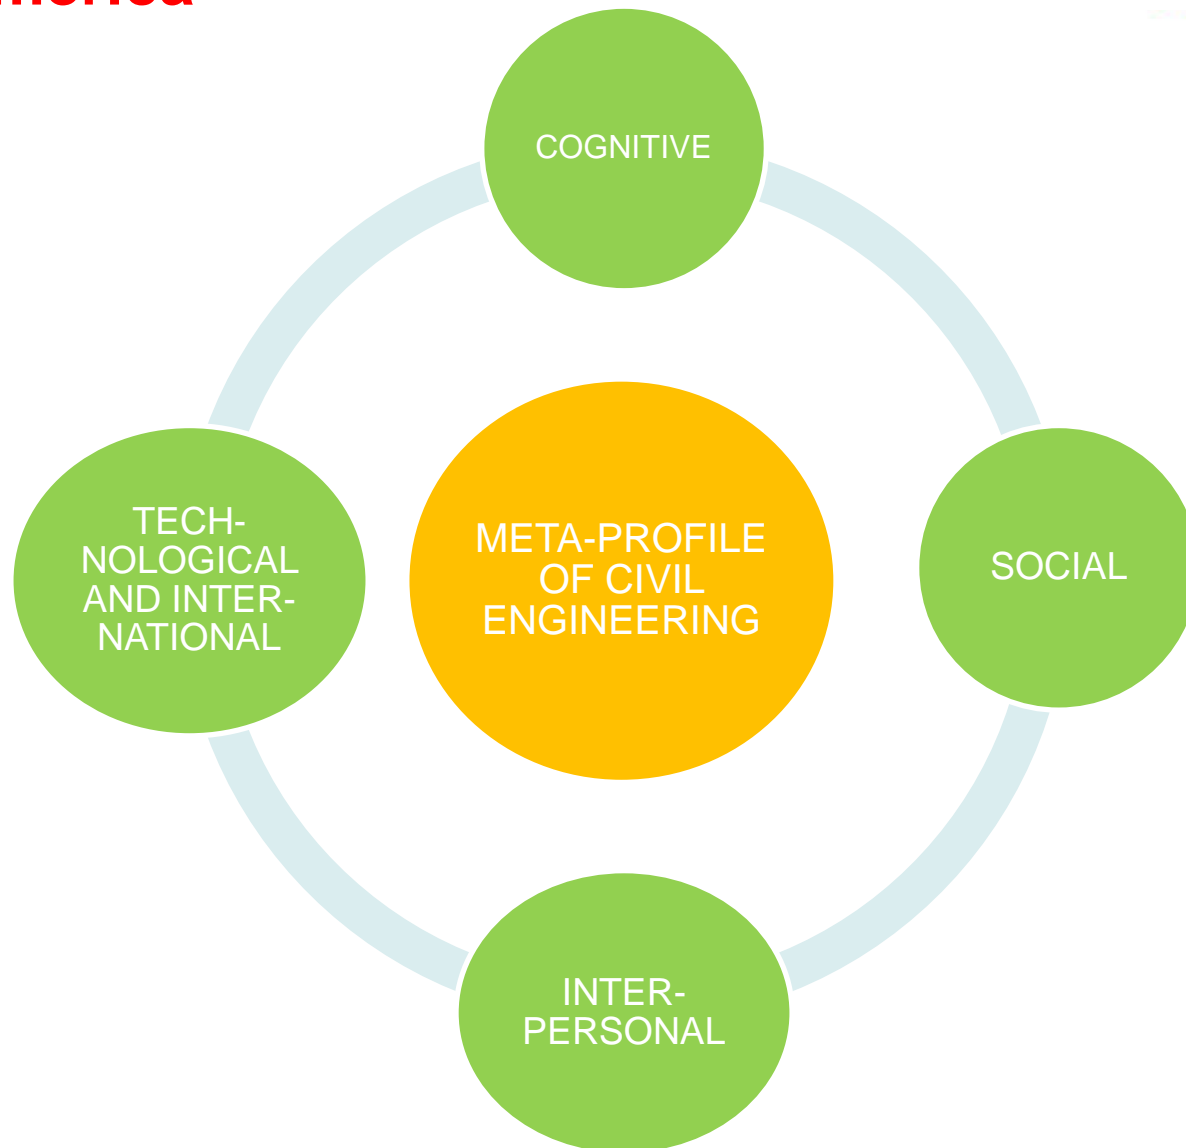 COGNITIVE
TECH-
NOLOGICAL
AND INTER-
NATIONAL
META-PROFILE
OF CIVIL
ENGINEERING
SOCIAL
INTER-
PERSONAL